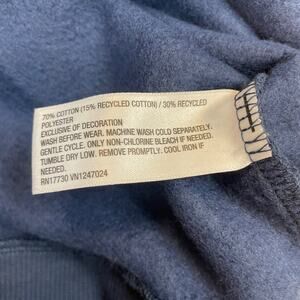 70% COTTON (15% RECYCLED COTTON) / 30% RECYCLED
POLYESTER
EXCLUSIVE OF DECORATION
WASH BEFORE WEAR. MACHINE WASH COLD SEPARATELY.
GENTLE CYCLE. ONLY NON-CHLORINE BLEACH IF NEEDED.
TUMBLE DRY LOW. REMOVE PROMPTLY. COOL IRON IF
NEEDED.
RN17730 VN1247024